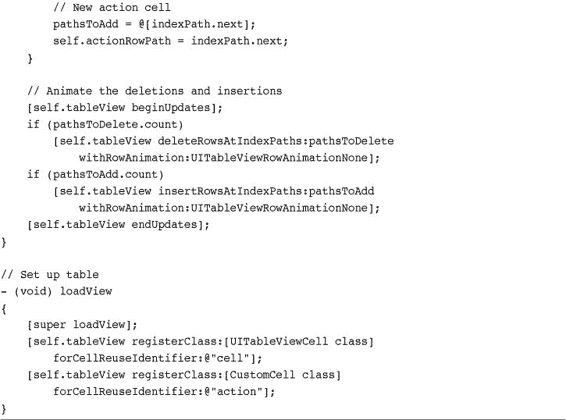 // New action cell
        pathsToAdd = @[indexPath.next];
        self.actionRowPath = indexPath.next;
    }

    // Animate the deletions and insertions
    [self.tableView beginUpdates];
    if (pathsToDelete.count)
        [self.tableView deleteRowsAtIndexPaths:pathsToDelete
            withRowAnimation:UITableViewRowAnimationNone];
    if (pathsToAdd.count)
        [self.tableView insertRowsAtIndexPaths:pathsToAdd
            withRowAnimation:UITableViewRowAnimationNone];
    [self.tableView endUpdates];
}

// Set up table
- (void) loadView
{
    [super loadView];
    [self.tableView registerClass:[UITableViewCell class]
        forCellReuseIdentifier:@"cell"];
    [self.tableView registerClass:[CustomCell class]
        forCellReuseIdentifier:@"action"];
}